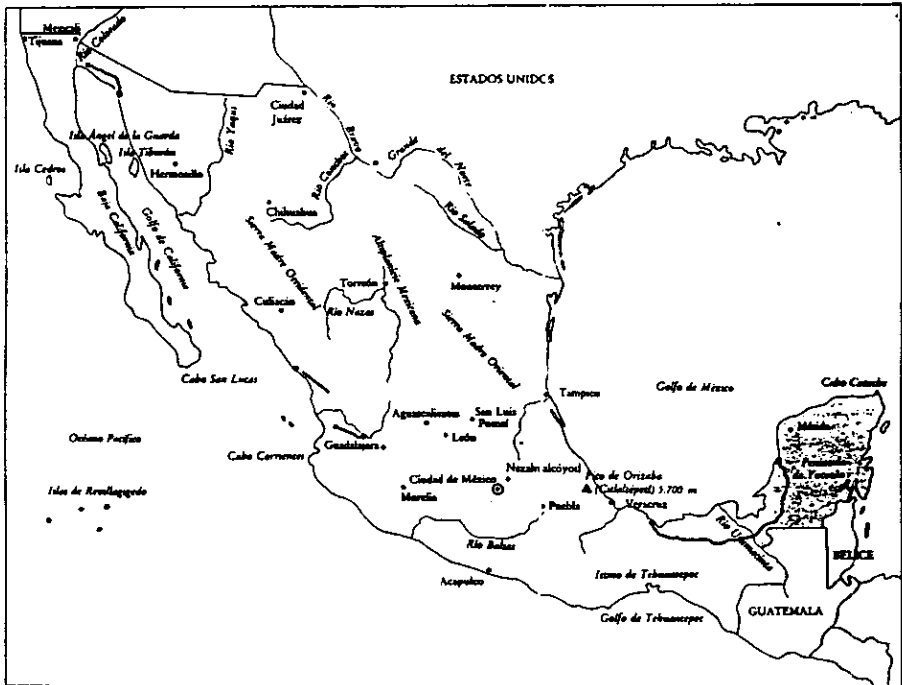 Mexicali
Tijuana
Río Colorado
ESTADOS UNIDOS
Ciudad
Juárez
Río
Bravo
Grande
del Norte
Río Yaqui
Isla Ángel de la Guarda
Isla Tiburón
Isla Cedros
Hermosillo
Río Conchos
Chihuahua
Río Salado
Baja California
Golfo de California
Sierra Madre Occidental
Altiplanicie Mexicana
Torreón
Monterrey
Culiacán
Río Nazas
Sierra Madre Oriental
Cabo San Lucas
Tampico
Golfo de México
Cabo Catoche
Aguascalientes
San Luis
Potosí
Mérida
Océano Pacífico
León
Guadalajara
Cabo Corrientes
Península
de Yucatán
Ciudad de México
Nezahualcóyotl
Pico de Orizaba
(Citlaltépetl) 5.700 m
Islas de Revillagigedo
Morelia
Puebla
Veracruz
Río Usumacinta
Río Balsas
BELICE
Acapulco
Istmo de Tehuantepec
GUATEMALA
Golfo de Tehuantepec